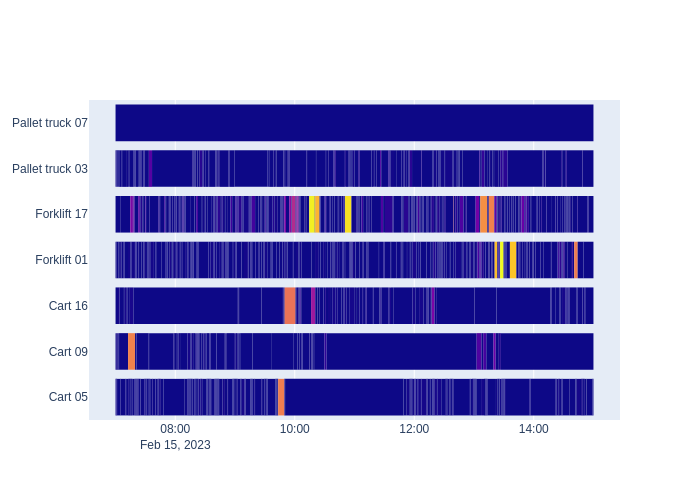 Pallet truck 07
Pallet truck 03
Forklift 17
Forklift 01
Cart 16
Cart 09
Cart 05
08:00 10:00 12:00 14:00
Feb 15, 2023